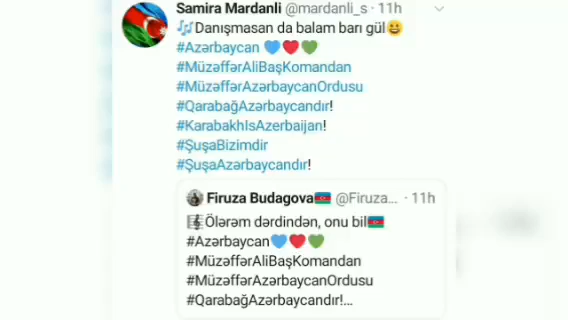 Samira Mardanli @mardanli_s · 11h
🎶Danışmasan da balam barı gül😀
#Azərbaycan 💙❤️💚
#MüzəffərAliBaşKomandan
#MüzəffərAzərbaycanOrdusu
#QarabağAzərbaycandır!
#KarabakhIsAzerbaijan!
#ŞuşaBizimdir
#ŞuşaAzərbaycandır!
Firuza Budagova🇦🇿 @Firuza... · 11h
🎼Ölərəm dərdindən, onu bil🇦🇿
#Azərbaycan💙❤️💚
#MüzəffərAliBaşKomandan
#MüzəffərAzərbaycanOrdusu
#QarabağAzərbaycandır!...